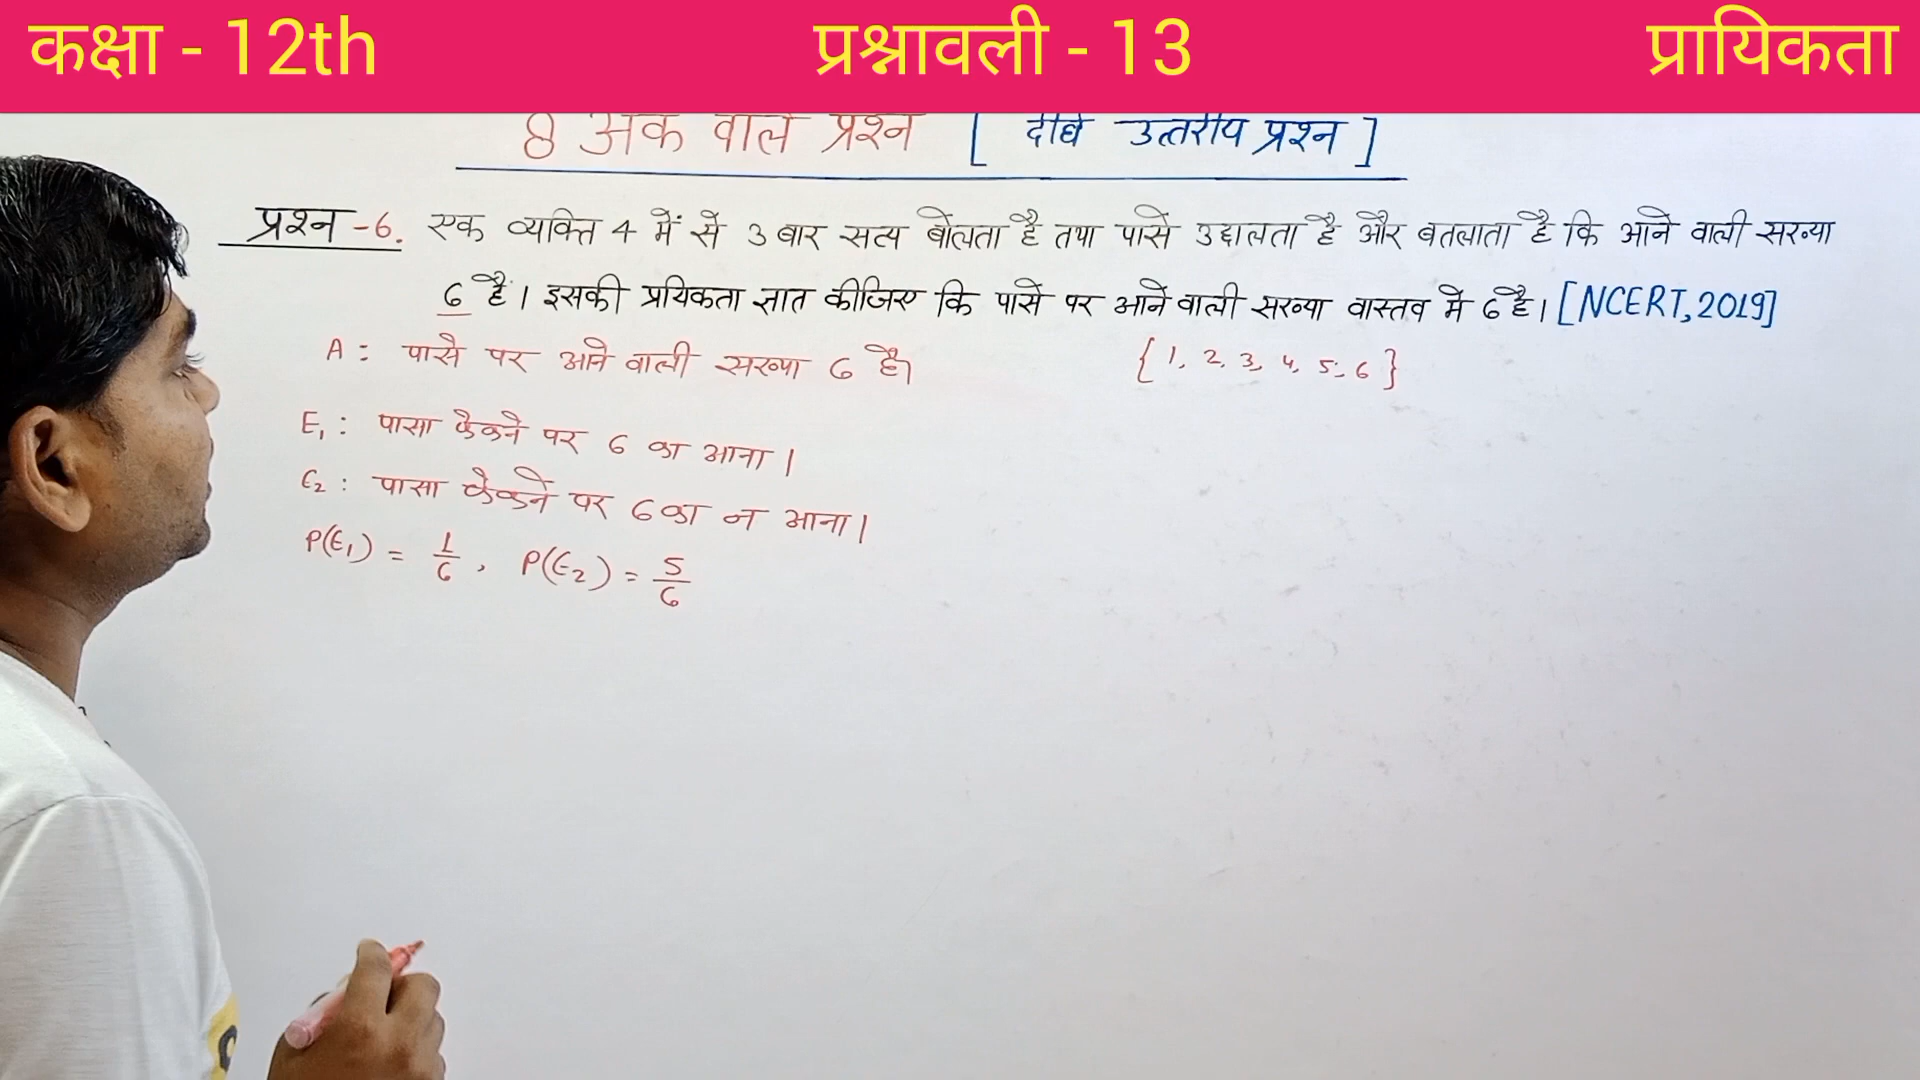 कक्षा - 12th प्रश्नावली - 13 प्रायिकता
8 अंक वाले प्रश्न [ दीर्घ उत्तरीय प्रश्न ]
प्रश्न -6. एक व्यक्ति 4 में से 3 बार सत्य बोलता है तथा पासे उछालता है और बतलाता है कि आने वाली संख्या
6 है। इसकी प्रयिकता ज्ञात कीजिए कि पासे पर आने वाली संख्या वास्तव में 6 है। [NCERT, 2019]
A : पासे पर आने वाली संख्या 6 है। {1, 2, 3, 4, 5, 6}
E₁ : पासा फेकने पर 6 का आना।
E₂ : पासा फेकने पर 6 का न आना।
P(E₁) = 1/6 , P(E₂) = 5/6